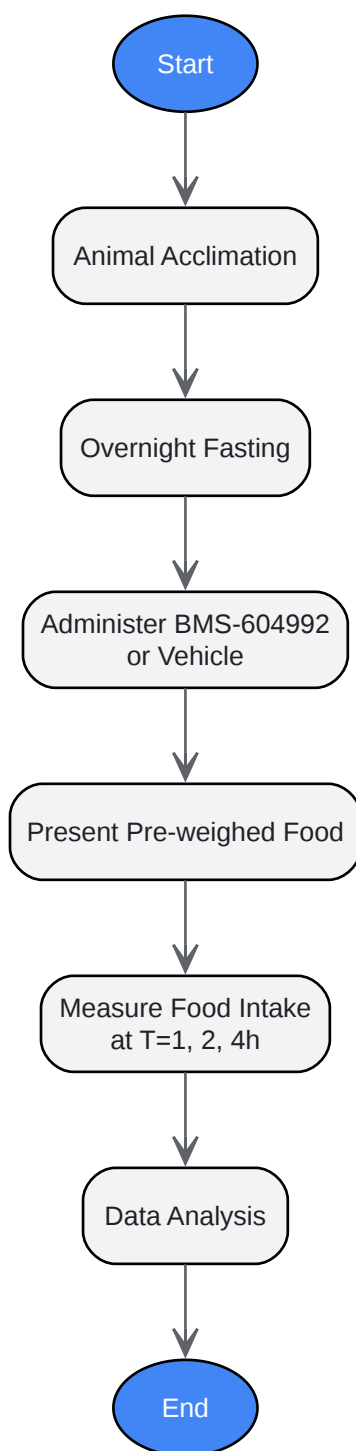 Start
Animal Acclimation
Overnight Fasting
Administer BMS-604992
or Vehicle
Present Pre-weighed Food
Measure Food Intake
at T=1, 2, 4h
Data Analysis
End